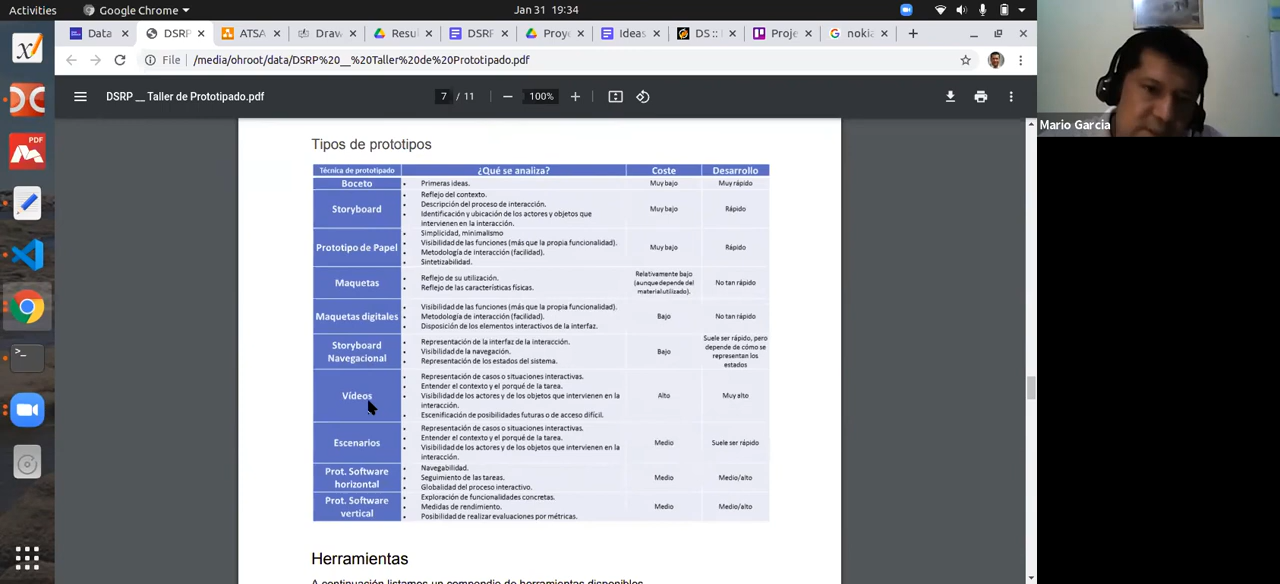 Activities
Google Chrome
Jan 31 19:34
Data
DSRP
ATSA
Draw
Resu
DSRP
Proye
Ideas
DS ::
Proje
nokia
File
/media/ohroot/data/DSRP%20__%20Taller%20de%20Prototipado.pdf
DSRP __ Taller de Prototipado.pdf
7 / 11
100%
Mario Garcia
PDF
Tipos de prototipos
Técnica de prototipado ¿Qué se analiza? Coste Desarrollo
Boceto
• Primeras ideas.
Muy bajo
Muy rápido
Storyboard
• Reflejo del contexto.
• Descripción del proceso de interacción.
• Identificación y ubicación de los actores y objetos que
intervienen en la interacción.
Muy bajo
Rápido
Prototipo de Papel
• Simplicidad, minimalismo
• Visibilidad de las funciones (más que la propia funcionalidad).
• Metodología de interacción (facilidad).
• Sintetizabilidad.
Muy bajo
Rápido
Maquetas
• Reflejo de su utilización.
• Reflejo de las características físicas.
Relativamente bajo
(aunque depende del
material utilizado).
No tan rápido
Maquetas digitales
• Visibilidad de las funciones (más que la propia funcionalidad).
• Metodología de interacción (facilidad).
• Disposición de los elementos interactivos de la interfaz.
Bajo
No tan rápido
Storyboard
Navegacional
• Representación de la interfaz de la interacción.
• Visibilidad de la navegación.
• Representación de los estados del sistema.
Bajo
Suele ser rápido, pero
depende de cómo se
representan los
estados
Vídeos
• Representación de casos o situaciones interactivas.
• Entender el contexto y el porqué de la tarea.
• Visibilidad de los actores y de los objetos que intervienen en la
interacción.
• Escenificación de posibilidades futuras o de acceso difícil.
Alto
Muy alto
Escenarios
• Representación de casos o situaciones interactivas.
• Entender el contexto y el porqué de la tarea.
• Visibilidad de los actores y de los objetos que intervienen en la
interacción.
Medio
Suele ser rápido
Prot. Software
horizontal
• Navegabilidad.
• Seguimiento de las tareas.
• Globalidad del proceso interactivo.
Medio
Medio/alto
Prot. Software
vertical
• Exploración de funcionalidades concretas.
• Medidas de rendimiento.
• Posibilidad de realizar evaluaciones por métricas.
Medio
Medio/alto
Herramientas
A continuación listamos un compendio de herramientas disponibles